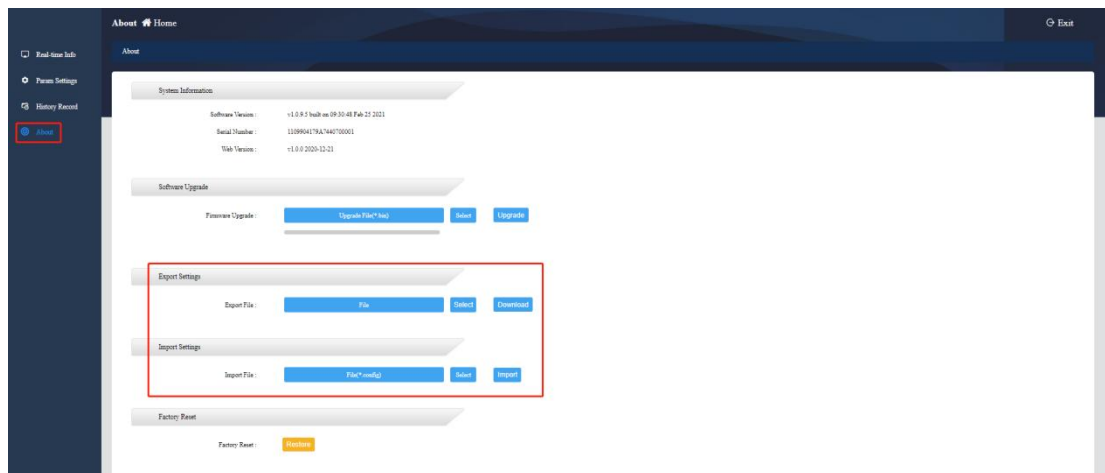 About Home
Exit
Real-time Info
Param Settings
History Record
About
About
System Information
Software Version : v1.0.9.5 built on 09:30:48 Feb 25 2021
Serial Number : 1109904179A7440700001
Web Version : v1.0.0 2020-12-21
Software Upgrade
Firmware Upgrade : Upgrade File(*.bin) Select Upgrade
Export Settings
Export File : File Select Download
Import Settings
Import File : File(*.config) Select Import
Factory Reset
Factory Reset : Restore